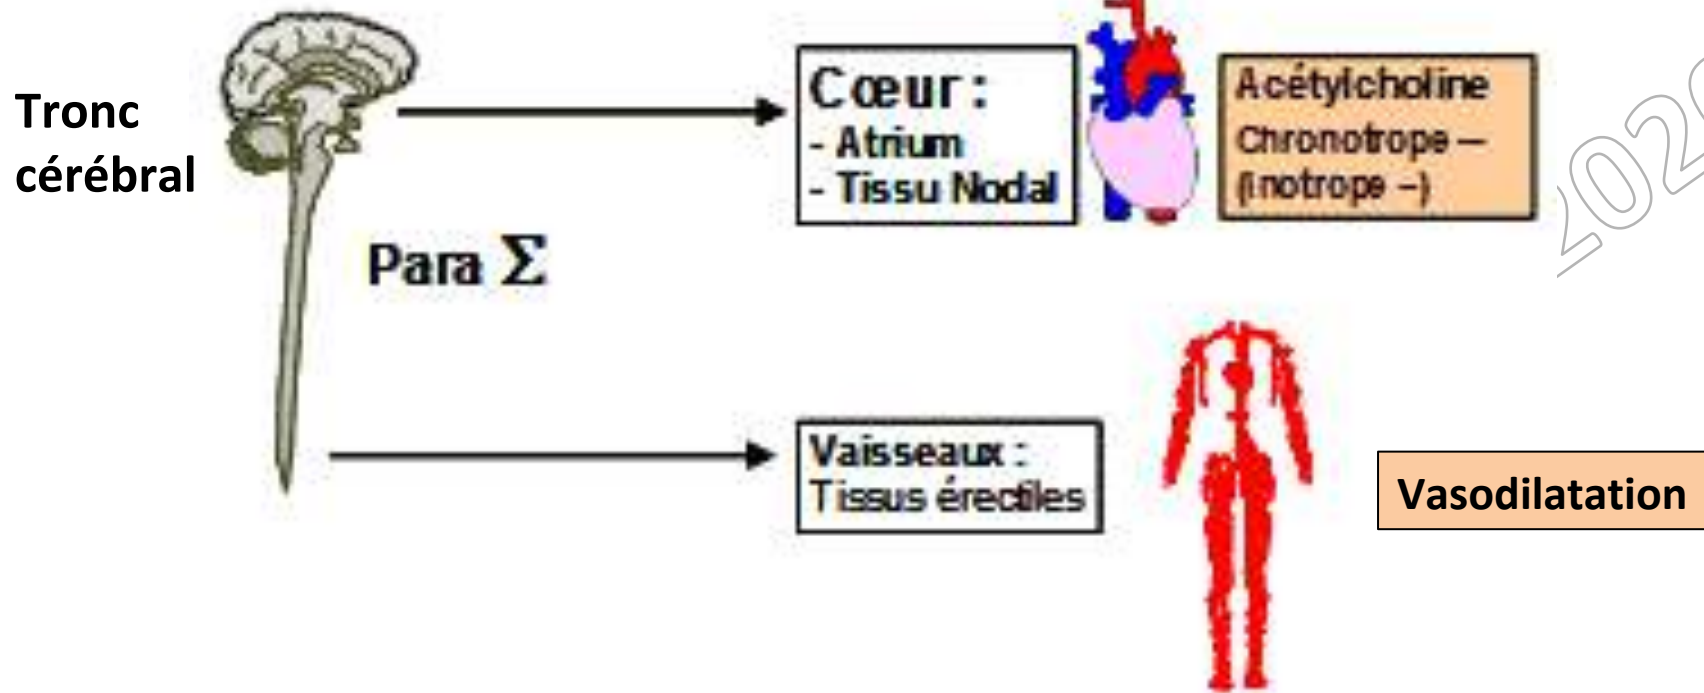 Tronc
cérébral
Cœur :
- Atrium
- Tissu Nodal
Acétylcholine
Chronotrope –
(Inotrope –)
Para Σ
Vaisseaux :
Tissus érectiles
Vasodilatation